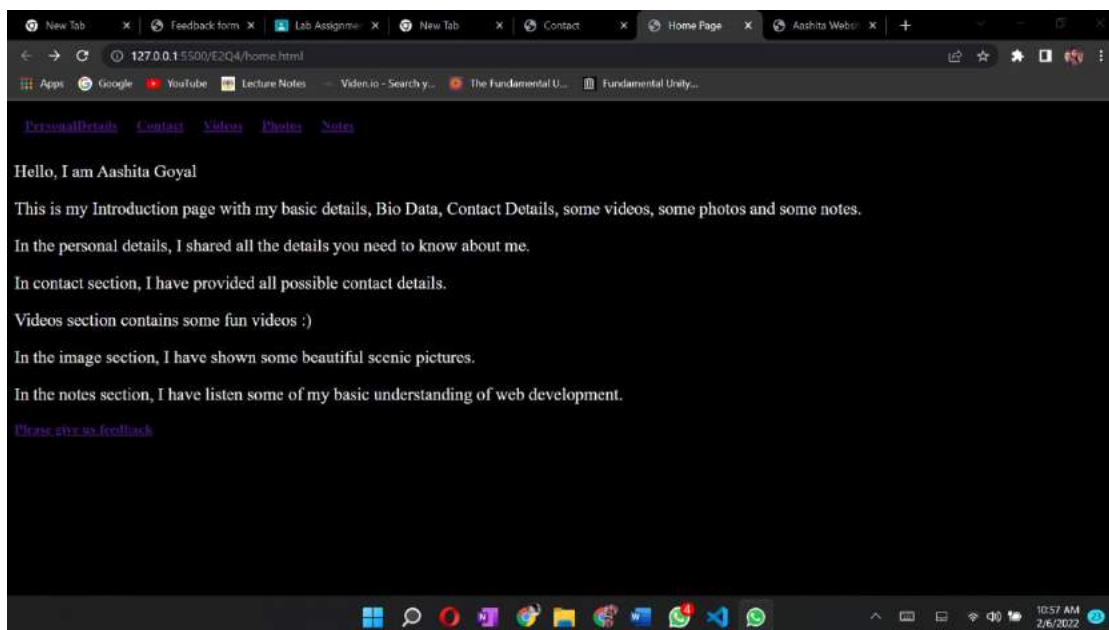 New Tab
Feedback form
Lab Assignme
New Tab
Contact
Home Page
Aashita Websi
127.0.0.1:5500/E2Q4/home.html
Apps
Google
YouTube
Lecture Notes
Viden.io - Search y...
The Fundamental U...
Fundamental Unity...
PersonalDetails Contact Videos Photos Notes
Hello, I am Aashita Goyal
This is my Introduction page with my basic details, Bio Data, Contact Details, some videos, some photos and some notes.
In the personal details, I shared all the details you need to know about me.
In contact section, I have provided all possible contact details.
Videos section contains some fun videos :)
In the image section, I have shown some beautiful scenic pictures.
In the notes section, I have listen some of my basic understanding of web development.
Please give us feedback
4
10:57 AM
2/6/2022
23